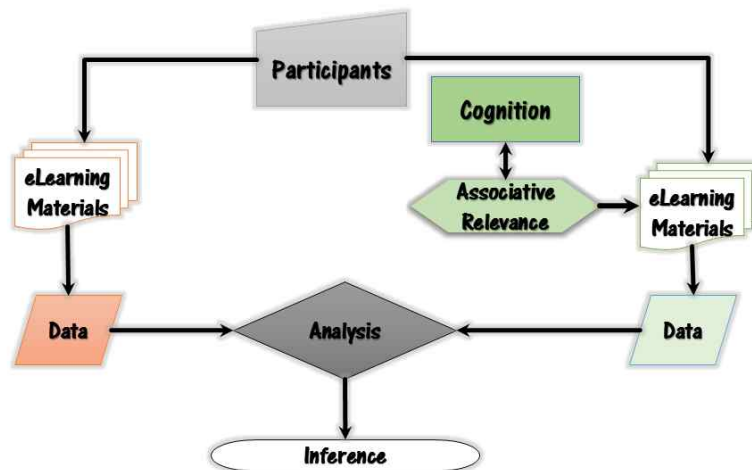 Participants
Cognition
eLearning
Materials
Associative
Relevance
eLearning
Materials
Data
Analysis
Data
Inference